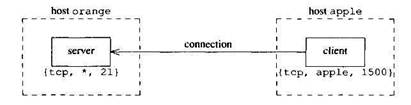 host orange
host apple
connection
server
client
{tcp, *, 21}
{tcp, apple, 1500}